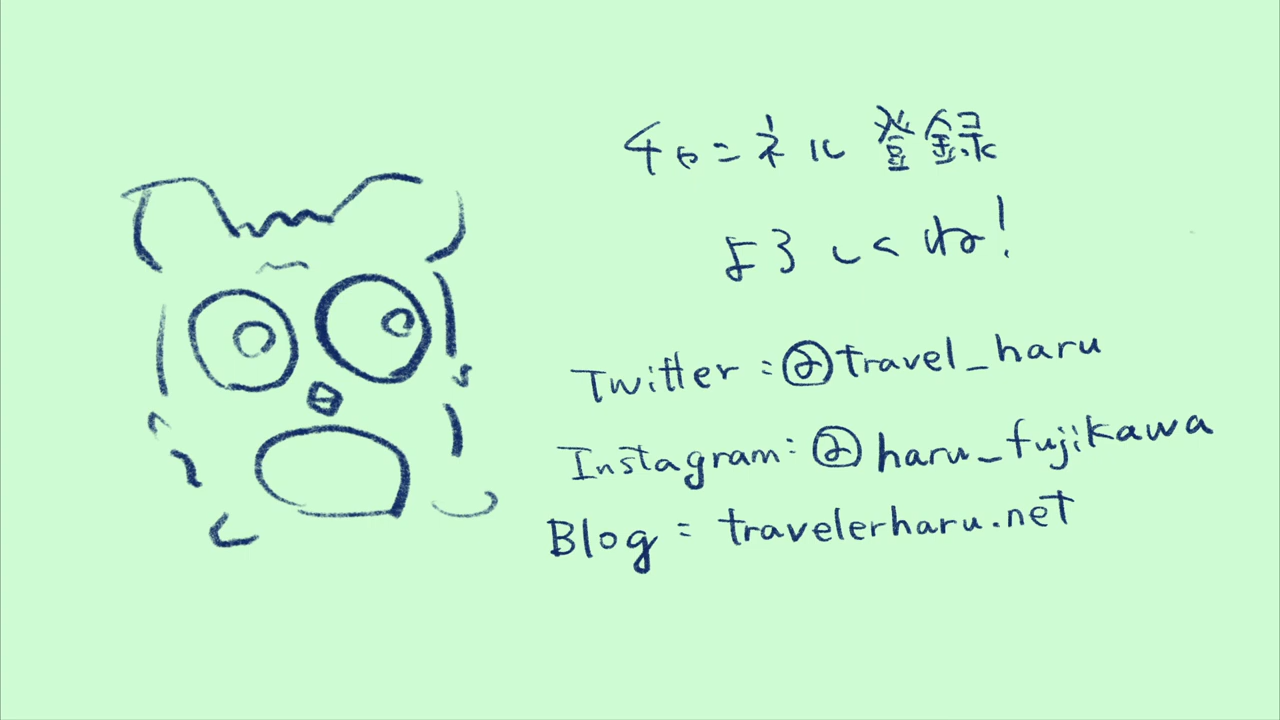 チャンネル登録
よろしくね!
Twitter:@travel_haru
Instagram:@haru_fujikawa
Blog:travelerharu.net